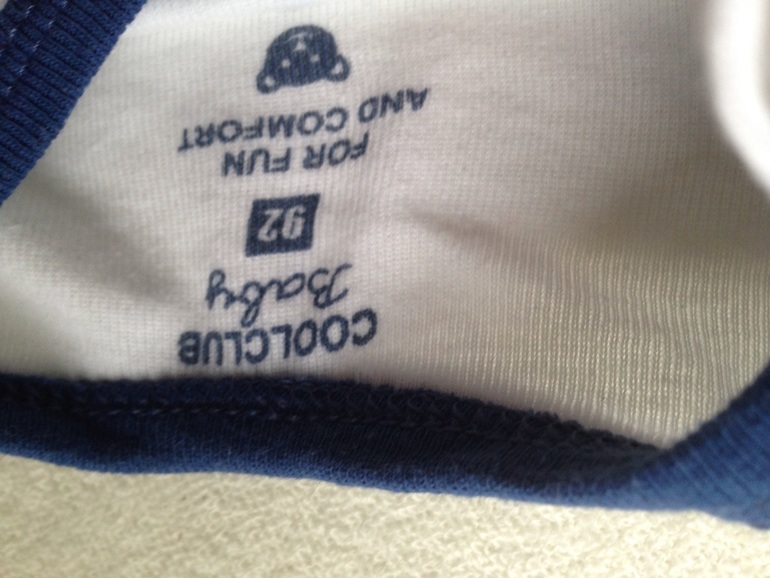 COOLCLUB
Baby
92
FOR FUN
AND COMFORT